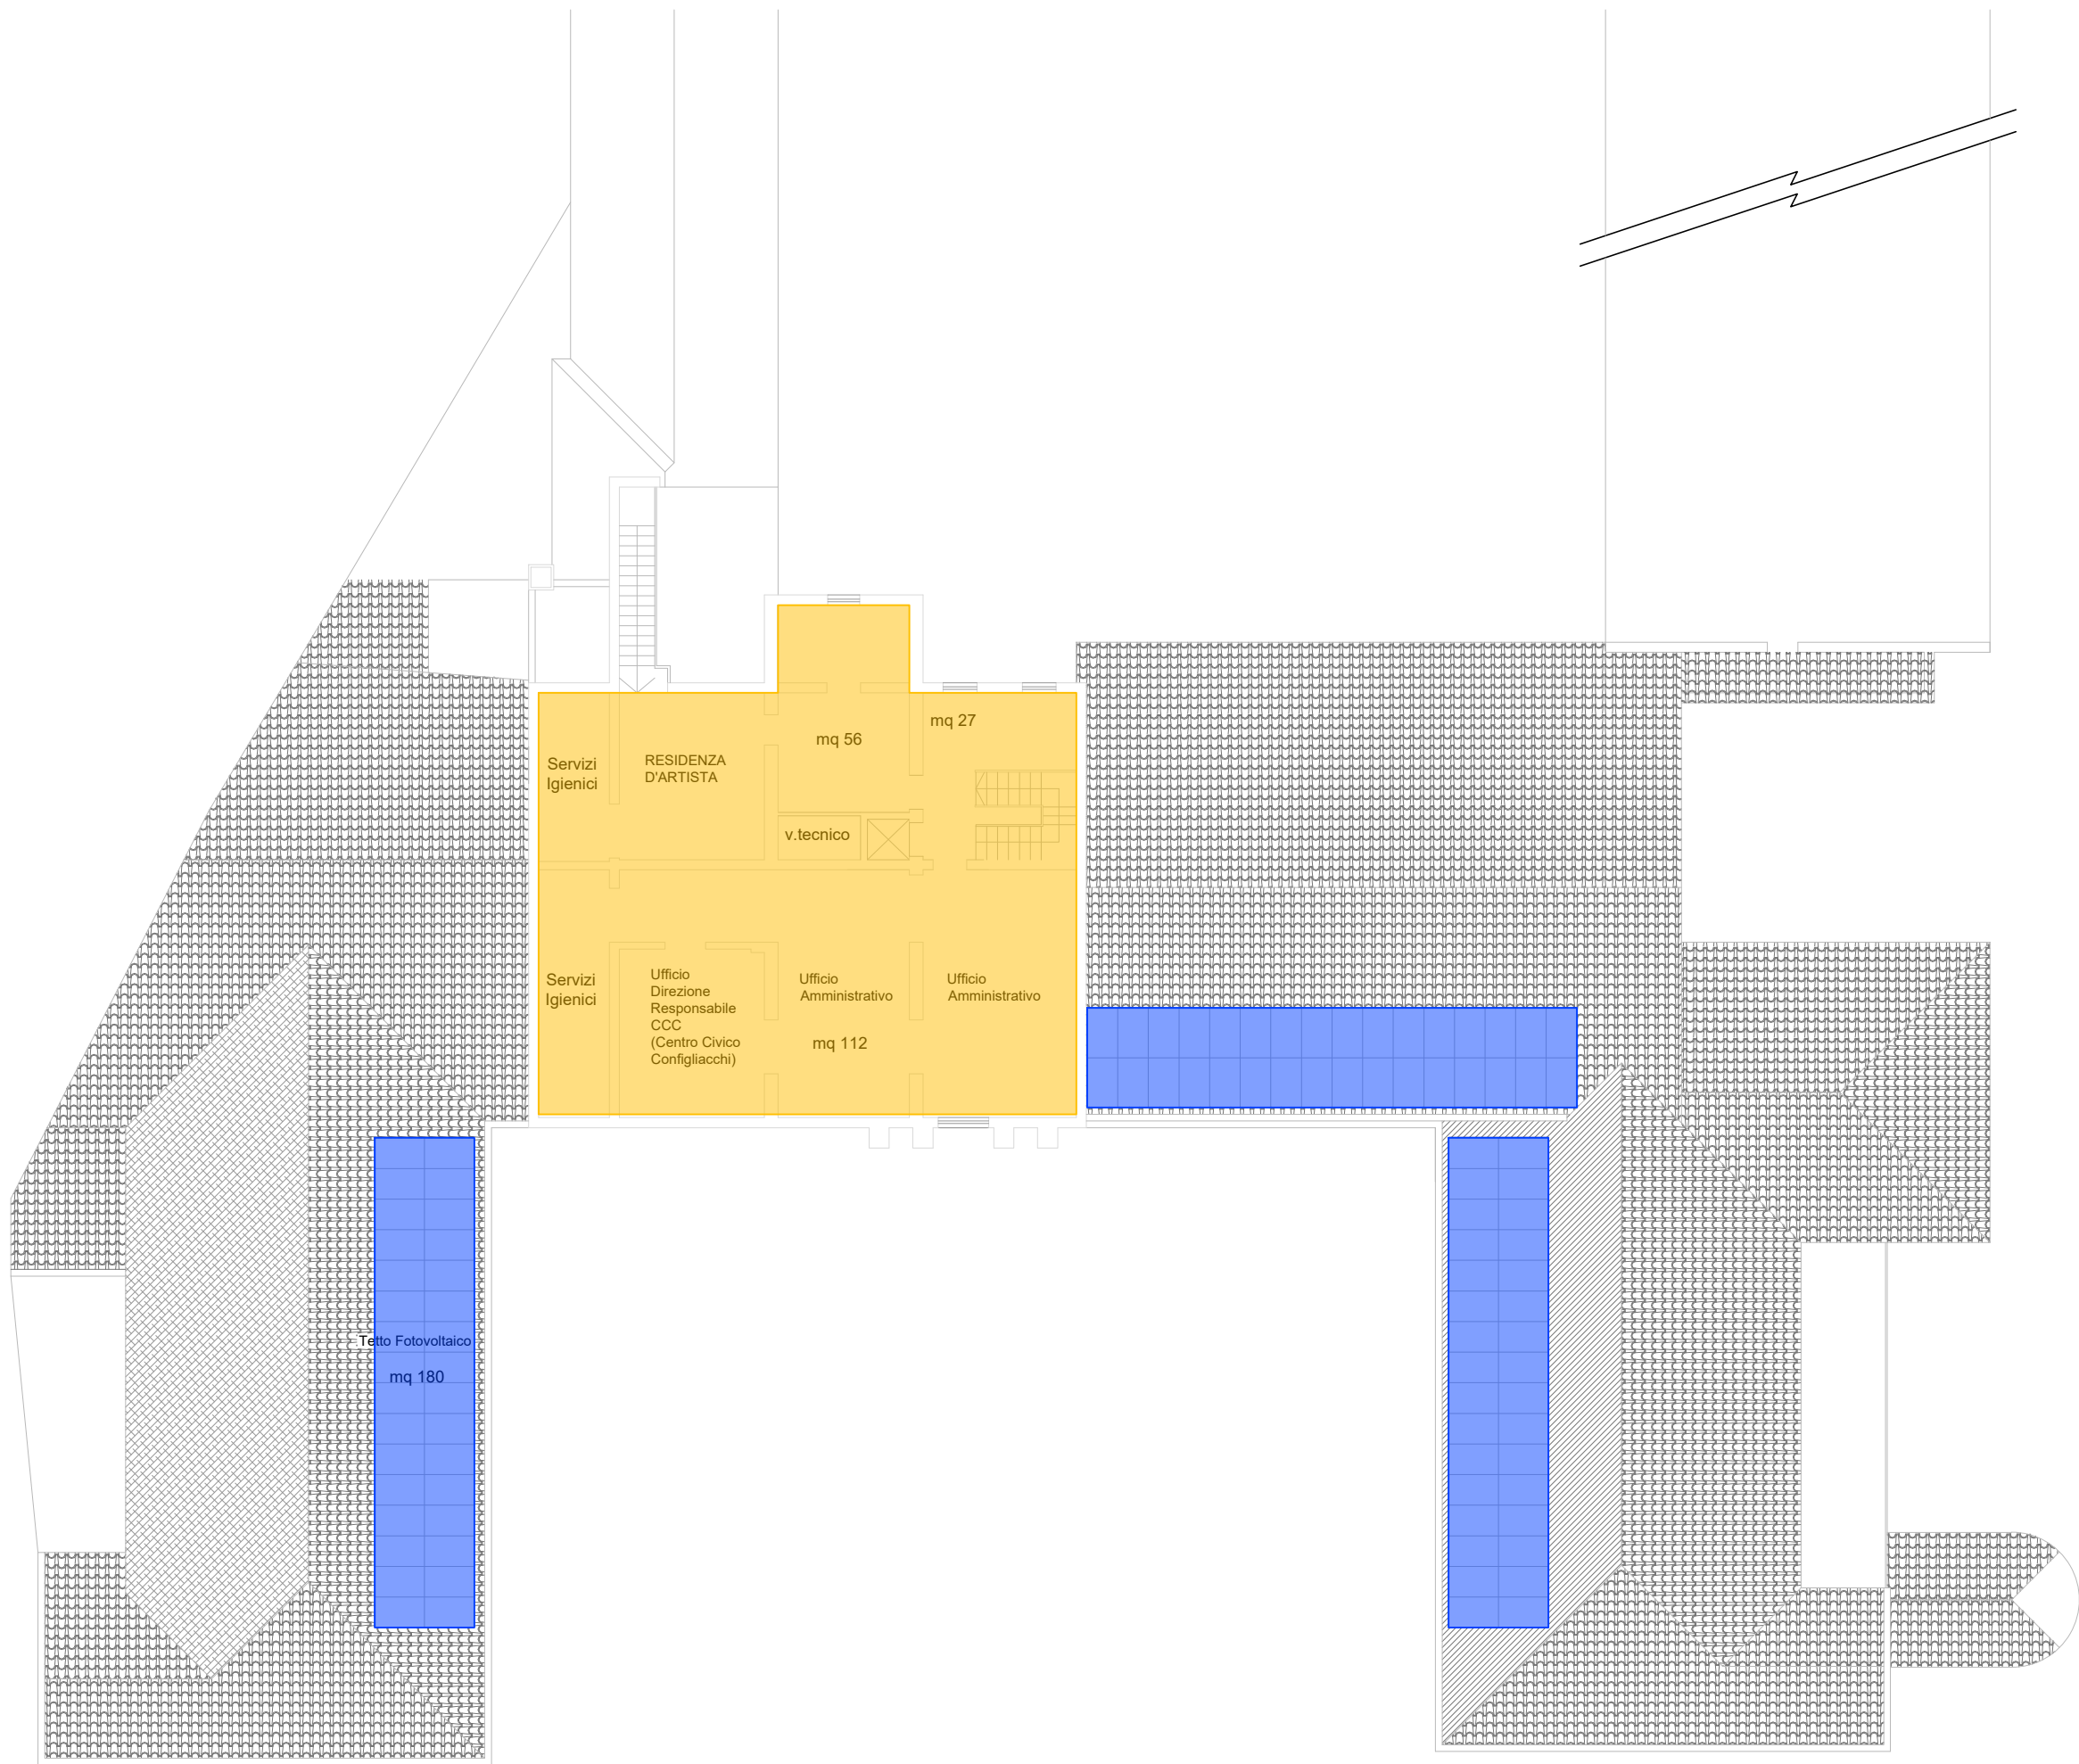 mq 27
mq 56
Servizi
Igienici
RESIDENZA
D'ARTISTA
v.tecnico
Servizi
Igienici
Ufficio
Direzione
Responsabile
CCC
(Centro Civico
Configliacchi)
Ufficio
Amministrativo
mq 112
Ufficio
Amministrativo
Tetto Fotovoltaico
mq 180